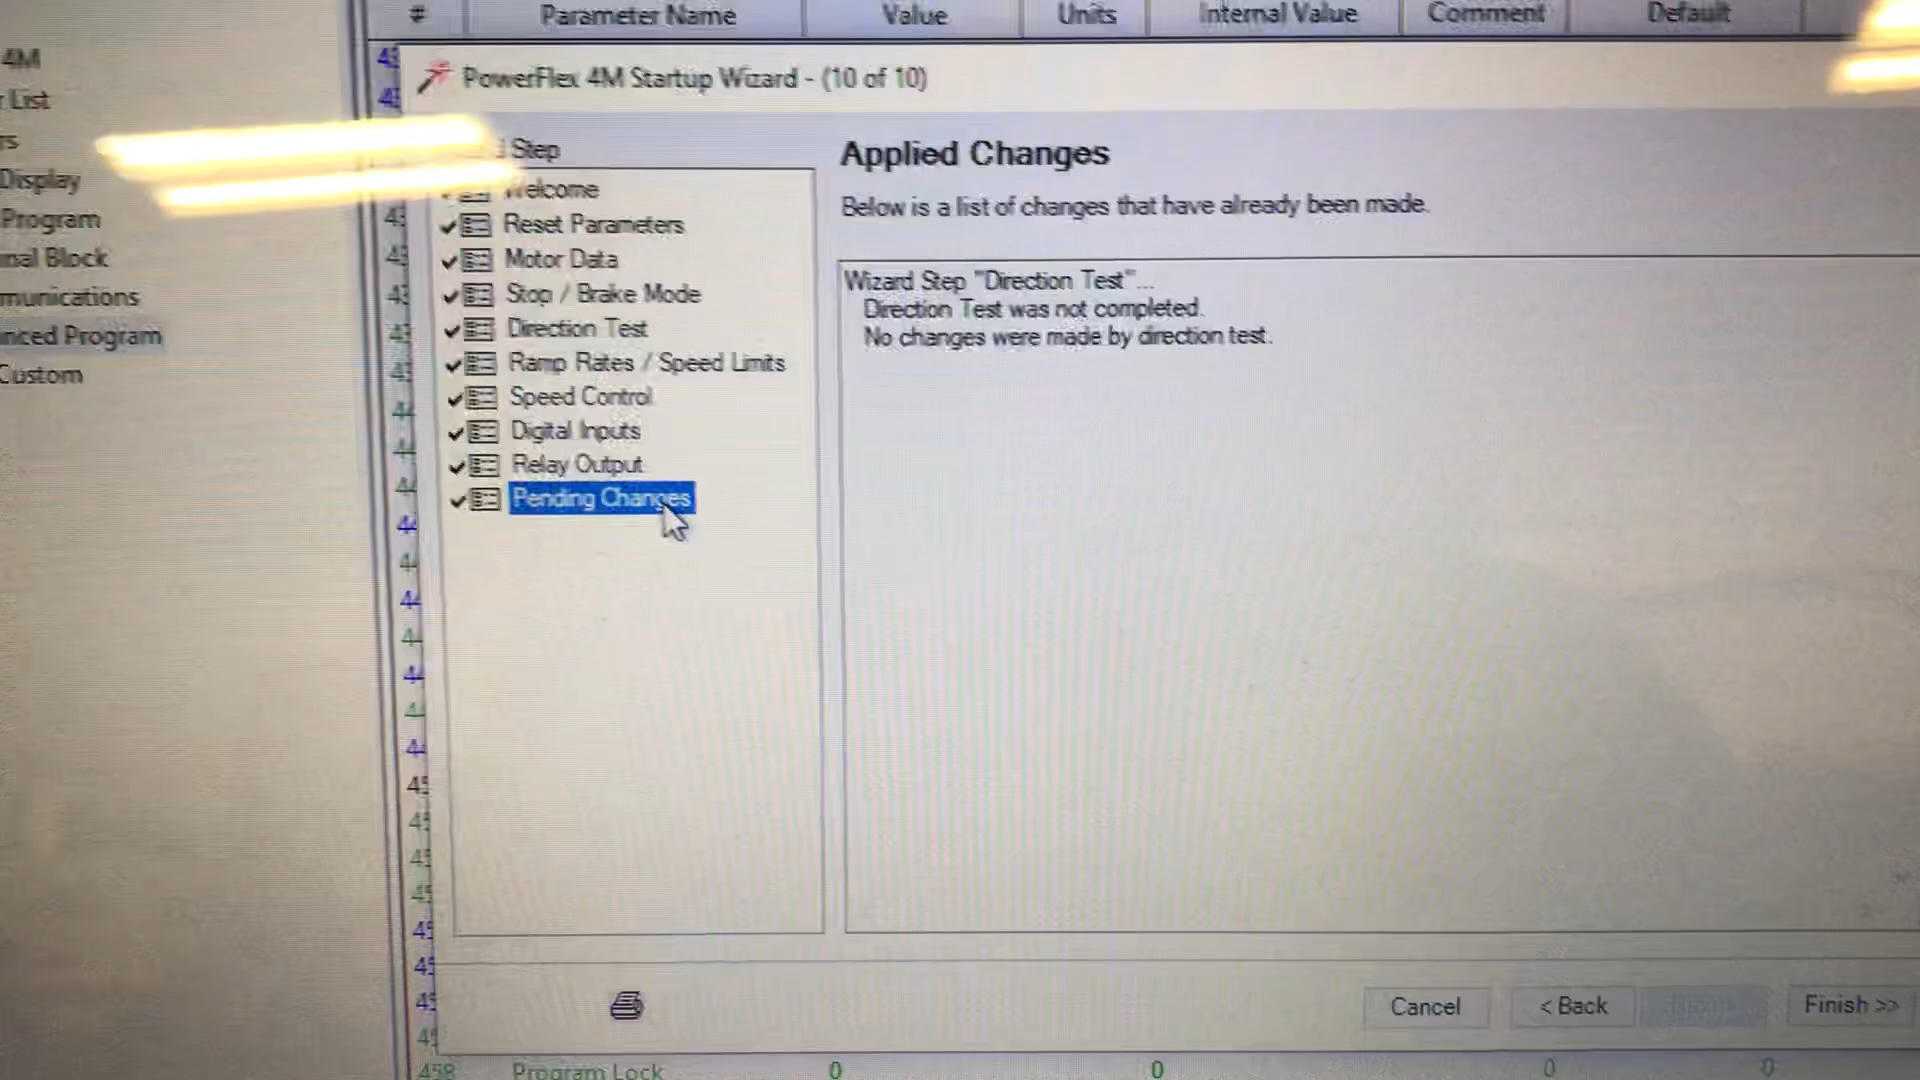 # Parameter Name Value Units Internal Value Comment Default
4M
List
Display
Program
Block
Program
Custom
PowerFlex 4M Startup Wizard - (10 of 10)
Step
Welcome
Reset Parameters
Motor Data
Stop / Brake Mode
Direction Test
Ramp Rates / Speed Limits
Speed Control
Digital Inputs
Relay Output
Pending Changes
Applied Changes
Below is a list of changes that have already been made.
Wizard Step "Direction Test"...
Direction Test was not completed.
No changes were made by direction test.
Cancel < Back Finish >>
458 Program Lock 0 0 0 0